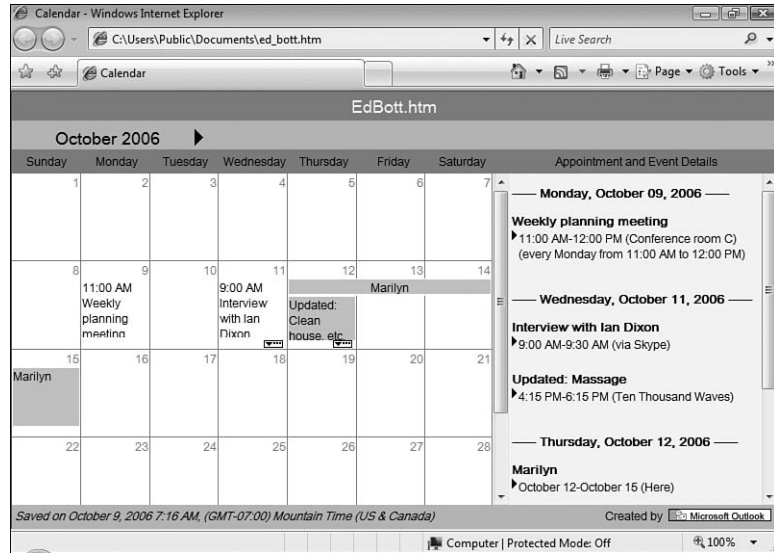 Calendar - Windows Internet Explorer
C:\Users\Public\Documents\ed_bott.htm
Live Search
Calendar
Page
Tools
EdBott.htm
October 2006
Sunday Monday Tuesday Wednesday Thursday Friday Saturday
Appointment and Event Details
1 2 3 4 5 6 7
8 9 10 11 12 13 14
11:00 AM
Weekly
planning
meeting
9:00 AM
Interview
with Ian
Dixon
Marilyn
Updated:
Clean
house, etc.
15 16 17 18 19 20 21
Marilyn
22 23 24 25 26 27 28
Monday, October 09, 2006
Weekly planning meeting
11:00 AM-12:00 PM (Conference room C)
(every Monday from 11:00 AM to 12:00 PM)
Wednesday, October 11, 2006
Interview with Ian Dixon
9:00 AM-9:30 AM (via Skype)
Updated: Massage
4:15 PM-6:15 PM (Ten Thousand Waves)
Thursday, October 12, 2006
Marilyn
October 12-October 15 (Here)
Saved on October 9, 2006 7:16 AM, (GMT-07:00) Mountain Time (US & Canada)
Created by Microsoft Outlook
Computer | Protected Mode: Off
100%